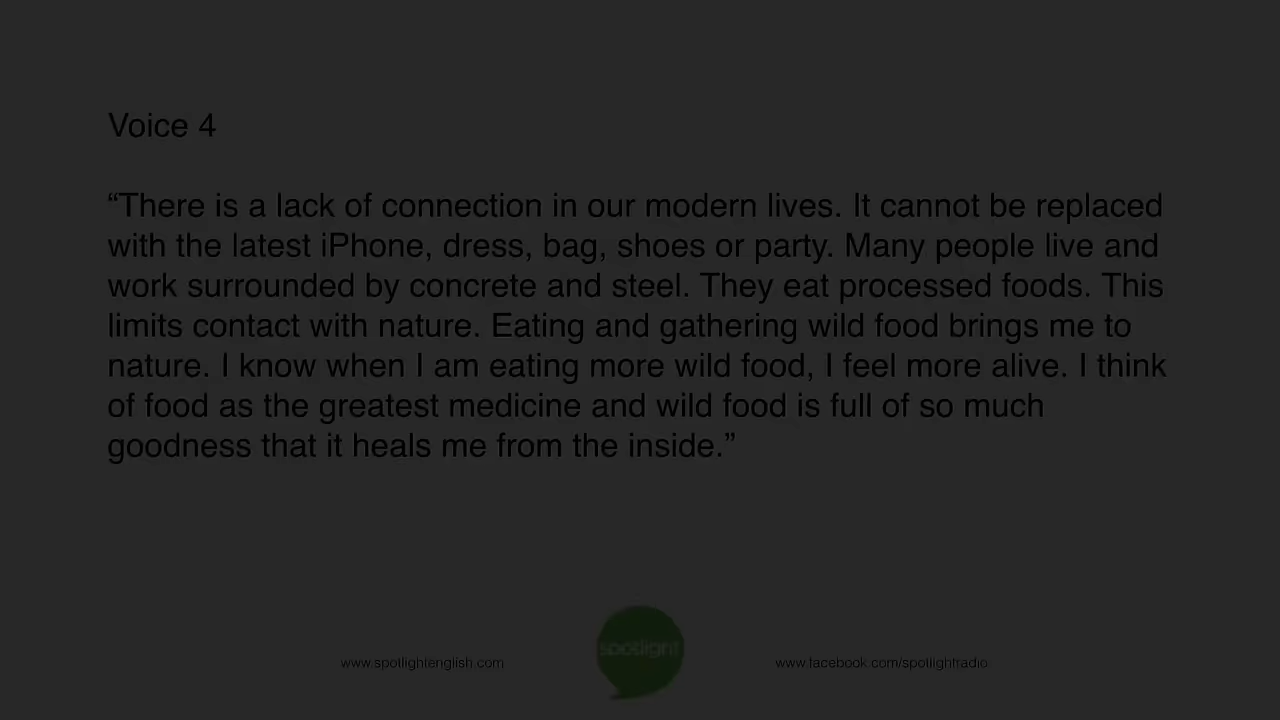 Voice 4
“There is a lack of connection in our modern lives. It cannot be replaced
with the latest iPhone, dress, bag, shoes or party. Many people live and
work surrounded by concrete and steel. They eat processed foods. This
limits contact with nature. Eating and gathering wild food brings me to
nature. I know when I am eating more wild food, I feel more alive. I think
of food as the greatest medicine and wild food is full of so much
goodness that it heals me from the inside.”
spotlight
www.spotlightenglish.com
www.facebook.com/spotlightradio